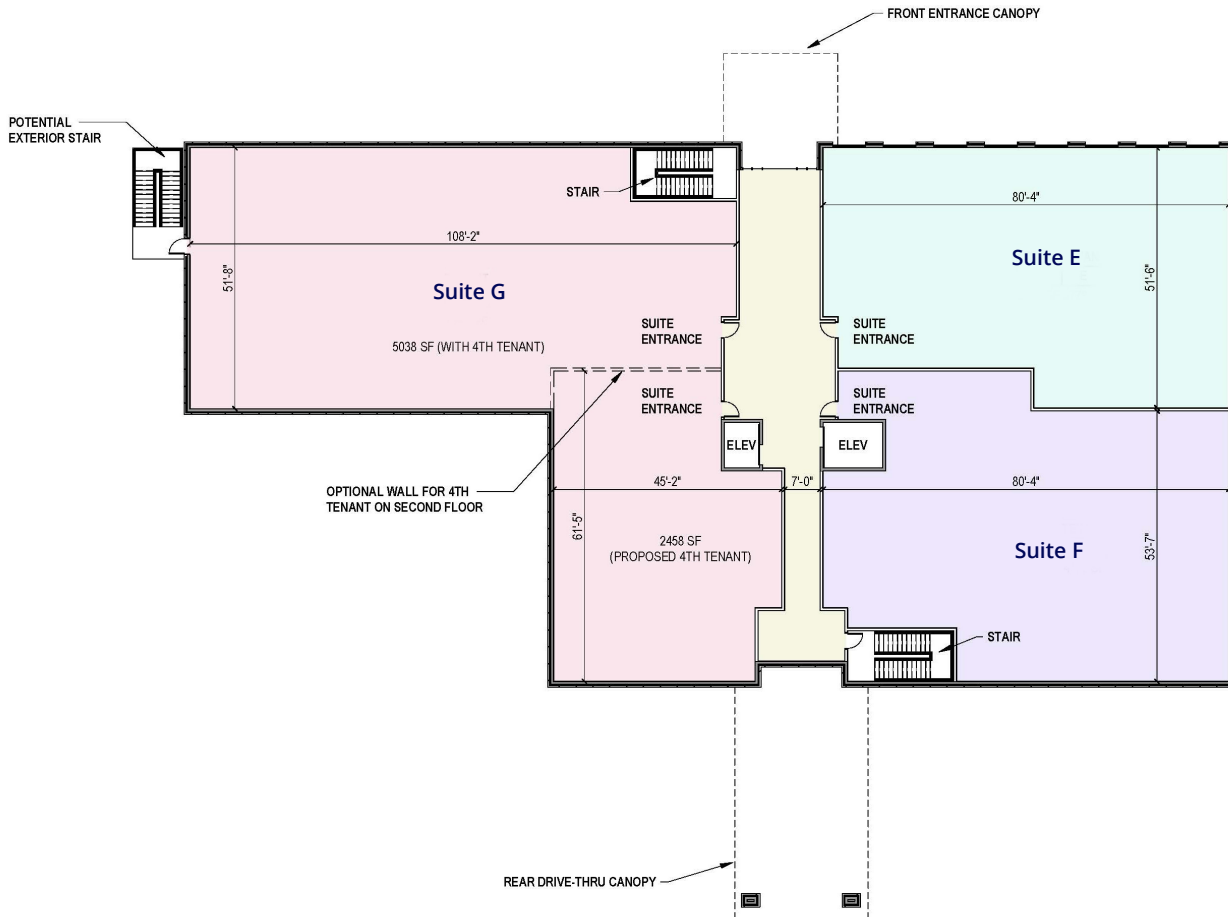 FRONT ENTRANCE CANOPY
POTENTIAL
EXTERIOR STAIR
STAIR
80'-4"
108'-2"
Suite E
51'-8"
Suite G
51'-6"
SUITE
ENTRANCE
SUITE
ENTRANCE
5038 SF (WITH 4TH TENANT)
SUITE
ENTRANCE
SUITE
ENTRANCE
ELEV
ELEV
OPTIONAL WALL FOR 4TH
TENANT ON SECOND FLOOR
45'-2"
7'-0"
80'-4"
61'-5"
2458 SF
(PROPOSED 4TH TENANT)
Suite F
53'-7"
STAIR
REAR DRIVE-THRU CANOPY